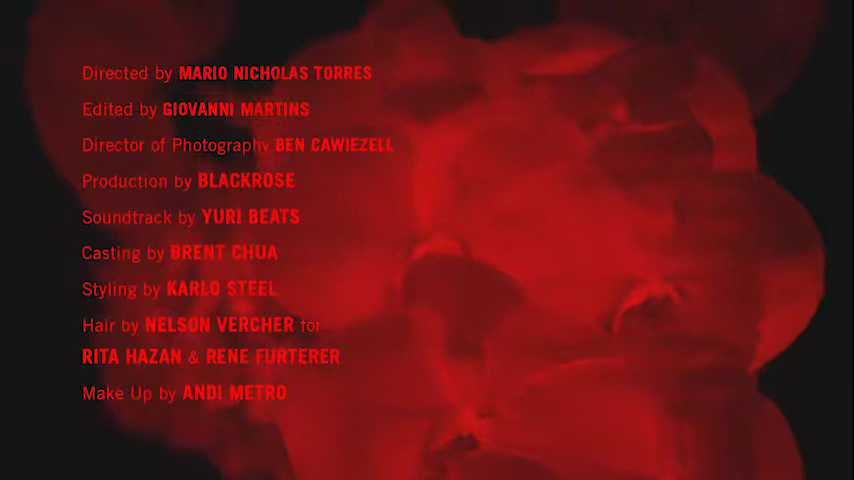 Directed by MARIO NICHOLAS TORRES
Edited by GIOVANNI MARTINS
Director of Photography BEN CAWIEZELL
Production by BLACKROSE
Soundtrack by YURI BEATS
Casting by BRENT CHUA
Styling by KARLO STEEL
Hair by NELSON VERCHER for
RITA HAZAN & RENE FURTERER
Make Up by ANDI METRO